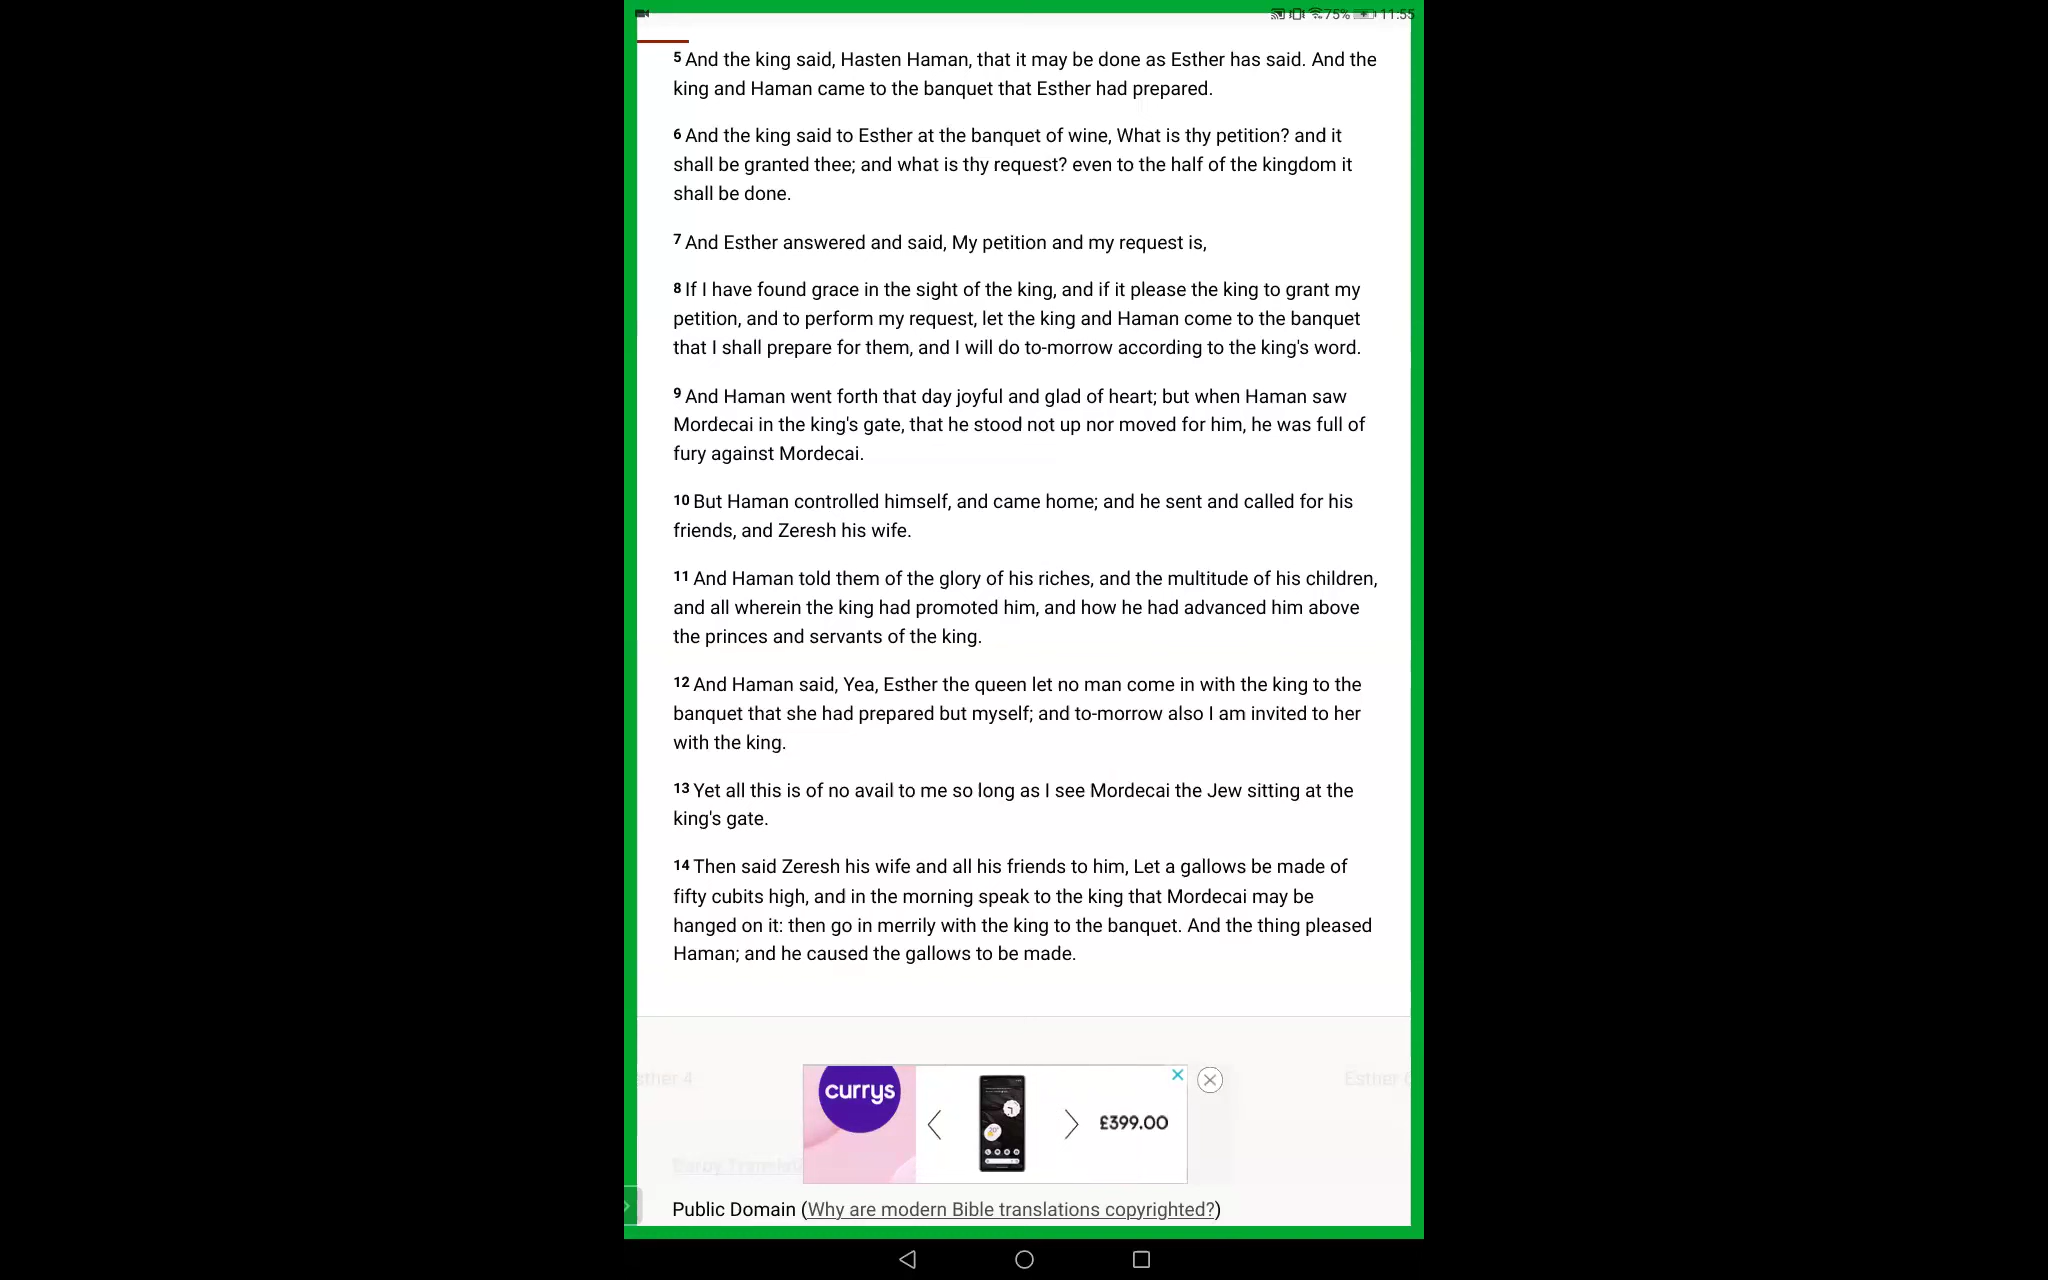 75% 11:55
5 And the king said, Hasten Haman, that it may be done as Esther has said. And the
king and Haman came to the banquet that Esther had prepared.
6 And the king said to Esther at the banquet of wine, What is thy petition? and it
shall be granted thee; and what is thy request? even to the half of the kingdom it
shall be done.
7 And Esther answered and said, My petition and my request is,
8 If I have found grace in the sight of the king, and if it please the king to grant my
petition, and to perform my request, let the king and Haman come to the banquet
that I shall prepare for them, and I will do to-morrow according to the king's word.
9 And Haman went forth that day joyful and glad of heart; but when Haman saw
Mordecai in the king's gate, that he stood not up nor moved for him, he was full of
fury against Mordecai.
10 But Haman controlled himself, and came home; and he sent and called for his
friends, and Zeresh his wife.
11 And Haman told them of the glory of his riches, and the multitude of his children,
and all wherein the king had promoted him, and how he had advanced him above
the princes and servants of the king.
12 And Haman said, Yea, Esther the queen let no man come in with the king to the
banquet that she had prepared but myself; and to-morrow also I am invited to her
with the king.
13 Yet all this is of no avail to me so long as I see Mordecai the Jew sitting at the
king's gate.
14 Then said Zeresh his wife and all his friends to him, Let a gallows be made of
fifty cubits high, and in the morning speak to the king that Mordecai may be
hanged on it: then go in merrily with the king to the banquet. And the thing pleased
Haman; and he caused the gallows to be made.
sther 4
Esther
currys
£399.00
Public Domain (Why are modern Bible translations copyrighted?)